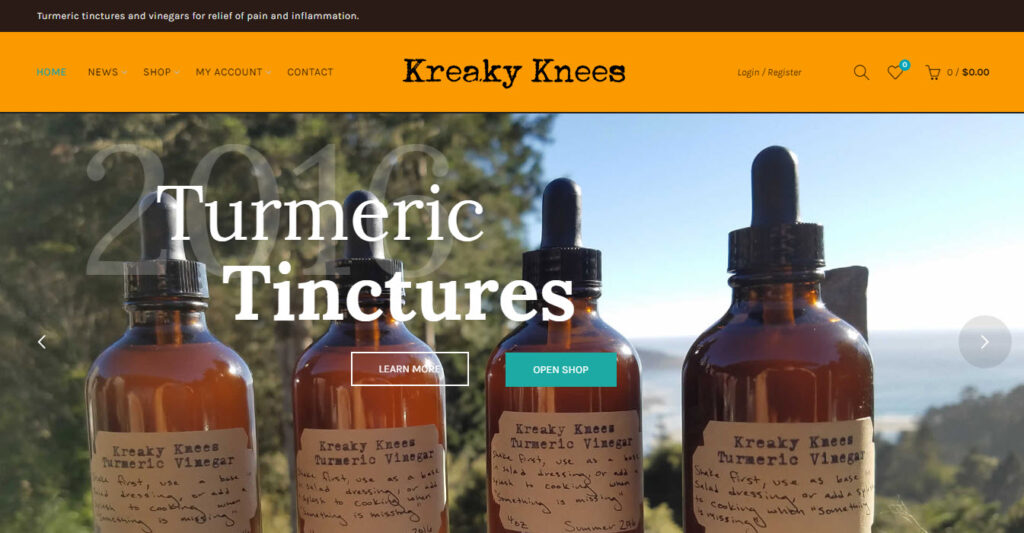 Turmeric tinctures and vinegars for relief of pain and inflammation.
HOME NEWS SHOP MY ACCOUNT CONTACT
Kreaky Knees
Login / Register
0
0 / $0.00
2016
Turmeric
Tinctures
LEARN MORE
OPEN SHOP
Kreaky Knees
Turmeric Vinegar
Shake first, use as a base
salad dressing, or add a
splash to cooking when
"Something is missing"
Kreaky Knees
Turmeric Vinegar
Shake first, use as a base
salad dressing or add a
splash to cooking when
Something is missing
2016
Kreaky Knees
Turmeric Vinegar
Shake first, use as a base
salad dressing or add a
splash to cooking when
"Something is missing"
4oz Summer 2016
Kreaky Knees
Turmeric Vinegar
Shake first, use as base
salad dressing or add a
to cooking when "something
is missing"